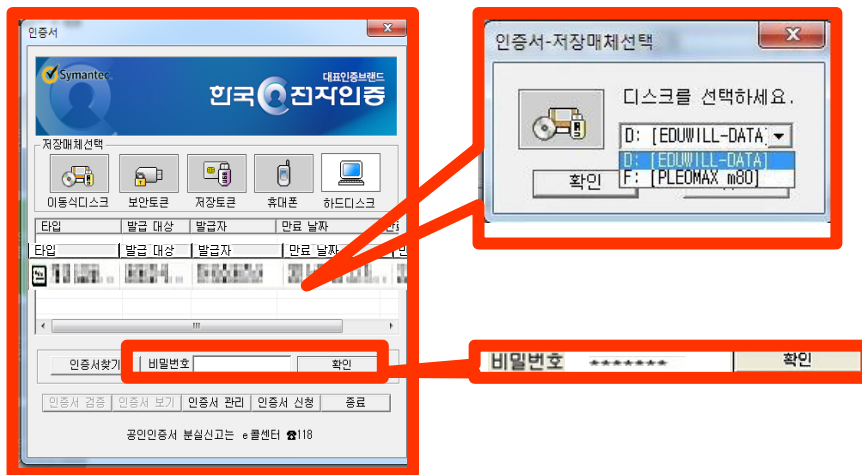 인증서
Symantec.
대표인증브랜드
한국전자인증
저장매체선택
이동식디스크 보안토큰 저장토큰 휴대폰 하드디스크
타입 발급 대상 발급자 만료 날짜
타입 발급 대상 발급자 만료 날짜
인증서찾기 비밀번호 확인
인증서 검증 인증서 보기 인증서 관리 인증서 신청 종료
공인인증서 분실신고는 e콜센터 ☎118
인증서-저장매체선택
디스크를 선택하세요.
D: [EDUWILL-DATA]
D: [EDUWILL-DATA]
F: [PLEOMAX m80]
확인
비밀번호 ******* 확인